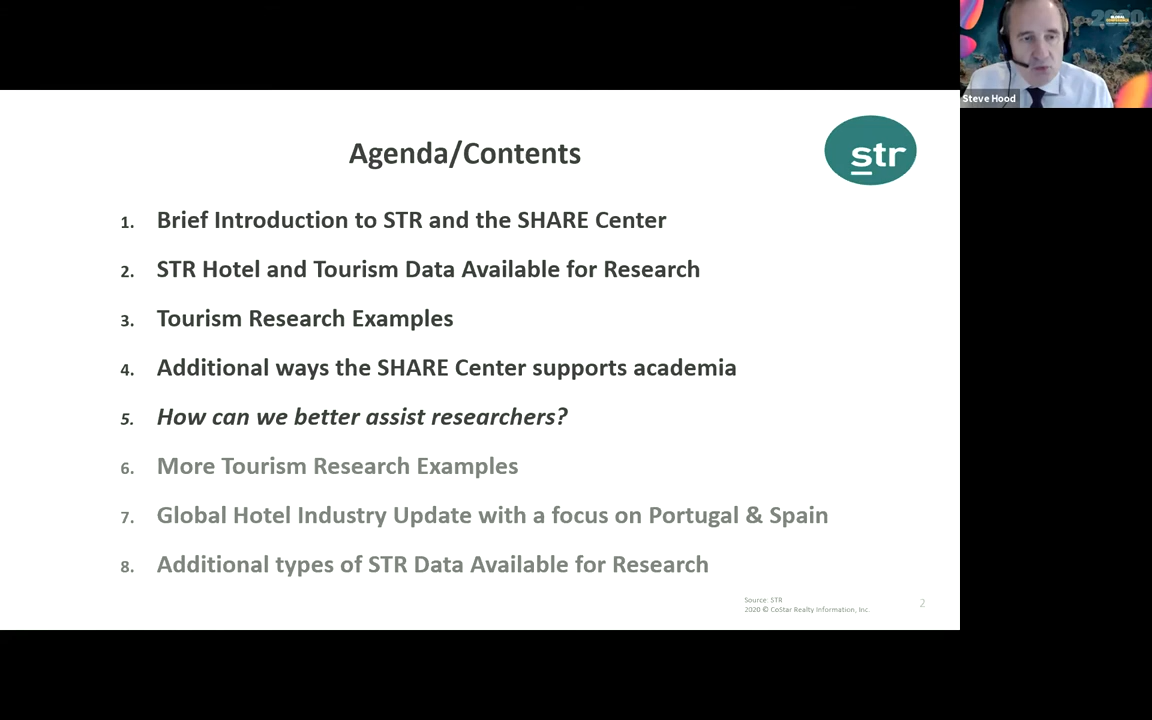 2020
GLOBAL
Steve Hood
Agenda/Contents
str
1. Brief Introduction to STR and the SHARE Center
2. STR Hotel and Tourism Data Available for Research
3. Tourism Research Examples
4. Additional ways the SHARE Center supports academia
5. How can we better assist researchers?
6. More Tourism Research Examples
7. Global Hotel Industry Update with a focus on Portugal & Spain
8. Additional types of STR Data Available for Research
Source: STR
2020 © CoStar Realty Information, Inc.
2